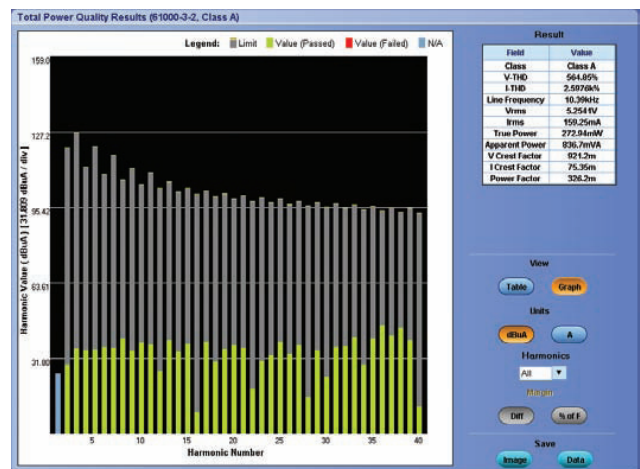 Total Power Quality Results (61000-3-2, Class A)
Legend: Limit Value (Passed) Value (Failed) N/A
159.0
127.2
95.42
63.61
31.80
Harmonic Value ( dBuA ) [ 31.809 dBuA / div ]
5 10 15 20 25 30 35 40
Harmonic Number
Result
Field Value
Class Class A
V-THD 564.85%
I-THD 2.5976k%
Line Frequency 10.39kHz
Vrms 5.2541V
Irms 159.25mA
True Power 272.94mW
Apparent Power 836.7mVA
V Crest Factor 921.2m
I Crest Factor 75.35m
Power Factor 326.2m
View
Table Graph
Units
dBuA A
Harmonics
All
Margin
Diff % of F
Save
Image Data